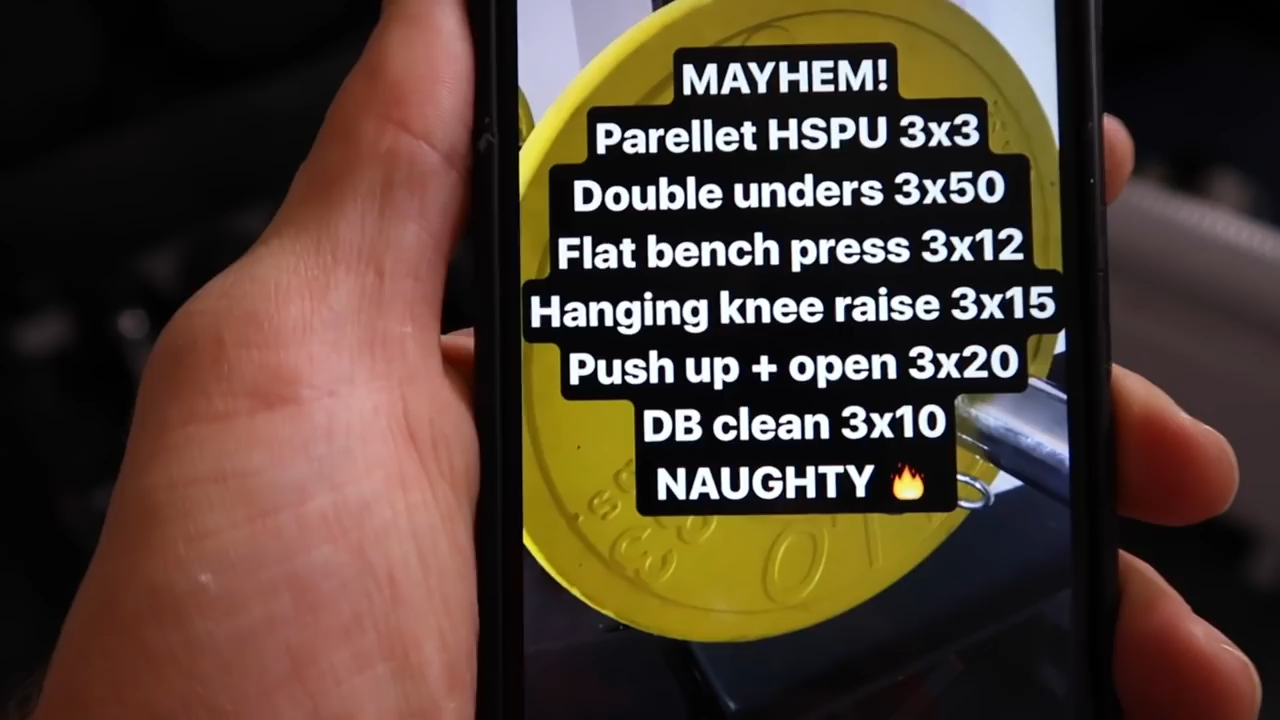 MAYHEM!
Parellet HSPU 3x3
Double unders 3x50
Flat bench press 3x12
Hanging knee raise 3x15
Push up + open 3x20
DB clean 3x10
NAUGHTY 🔥